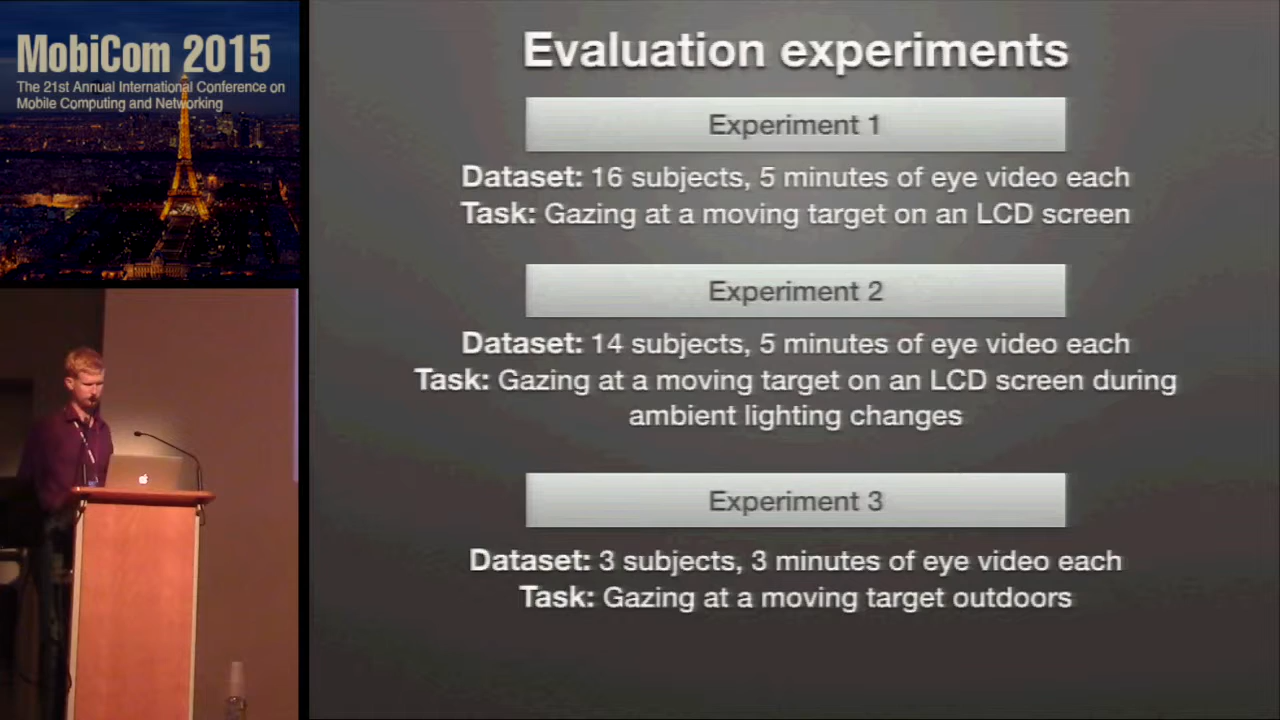 MobiCom 2015
The 21st Annual International Conference on
Mobile Computing and Networking
Evaluation experiments
Experiment 1
Dataset: 16 subjects, 5 minutes of eye video each
Task: Gazing at a moving target on an LCD screen
Experiment 2
Dataset: 14 subjects, 5 minutes of eye video each
Task: Gazing at a moving target on an LCD screen during
ambient lighting changes
Experiment 3
Dataset: 3 subjects, 3 minutes of eye video each
Task: Gazing at a moving target outdoors